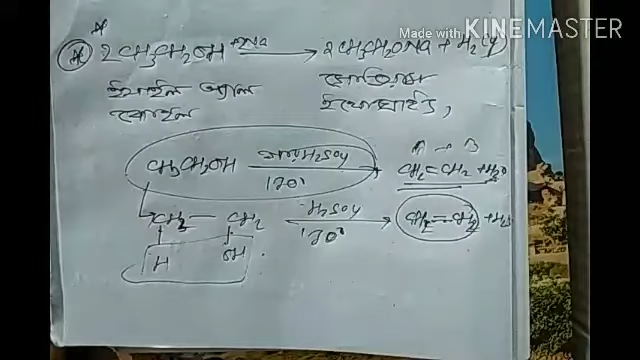 Made with KINEMASTER
2CH3CH2OH +2Na → 2CH3CH2ONa + H2(g)
ইথাইল অ্যাল সোডিয়াম
কোহল ইথোক্সাইড,
A → B
CH3CH2OH গাঢ় H2SO4 → CH2=CH2 + H2O
170°
CH2 — CH2 H2SO4 → CH2=CH2 + H2O
170°
H OH